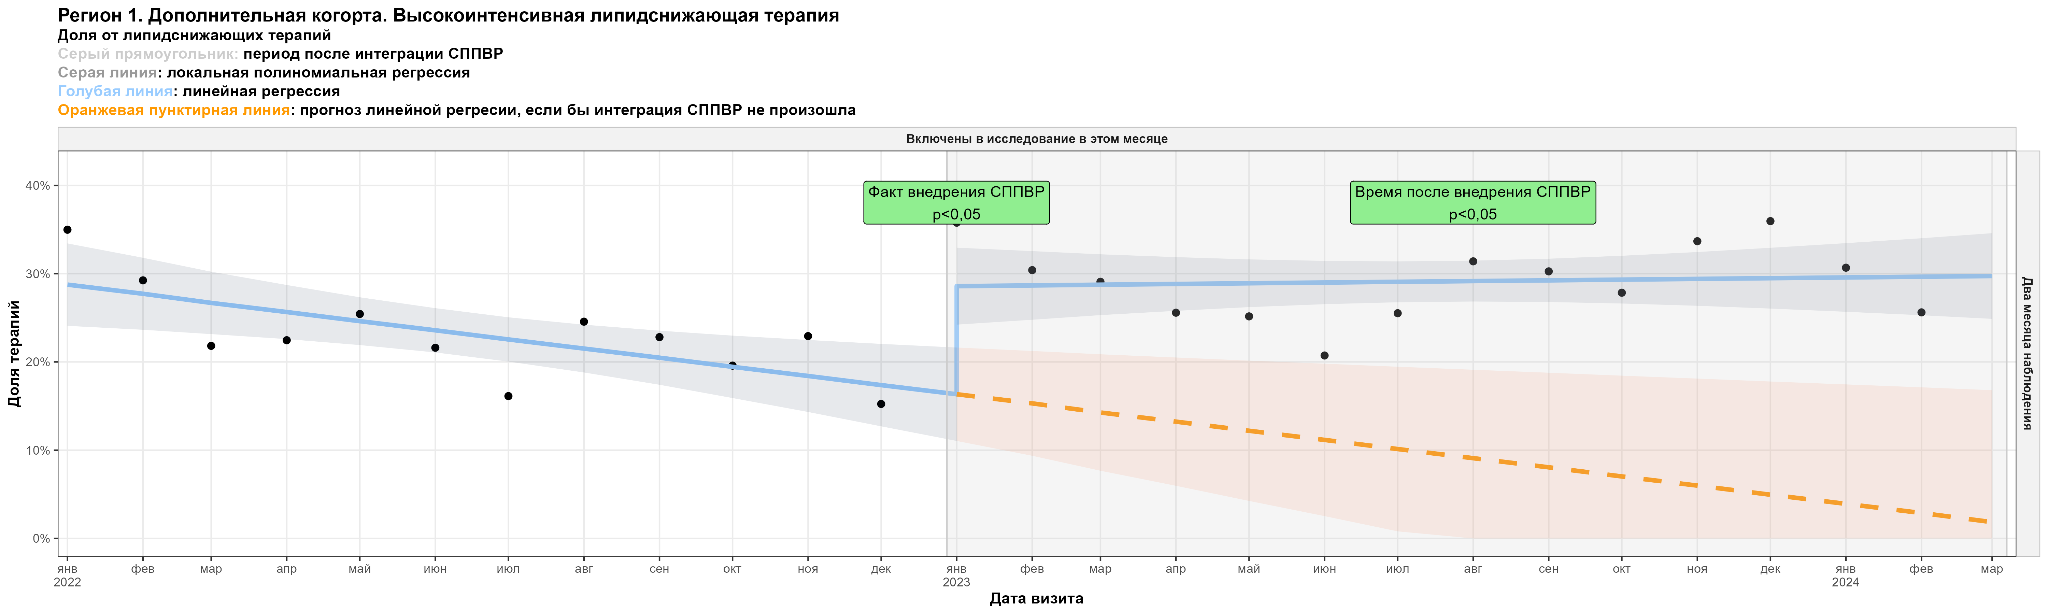 Регион 1. Дополнительная когорта. Высокоинтенсивная липидснижающая терапия
Доля от липидснижающих терапий
Серый прямоугольник: период после интеграции СППВР
Серая линия: локальная полиномиальная регрессия
Голубая линия: линейная регрессия
Оранжевая пунктирная линия: прогноз линейной регресии, если бы интеграция СППВР не произошла
Включены в исследование в этом месяце
Факт внедрения СППВР
p<0,05
Время после внедрения СППВР
p<0,05
40%
30%
20%
10%
0%
Доля терапий
Два месяца наблюдения
янв фев мар апр май июн июл авг сен окт ноя дек янв фев мар апр май июн июл авг сен окт ноя дек янв фев мар
2022 2023 2024
Дата визита